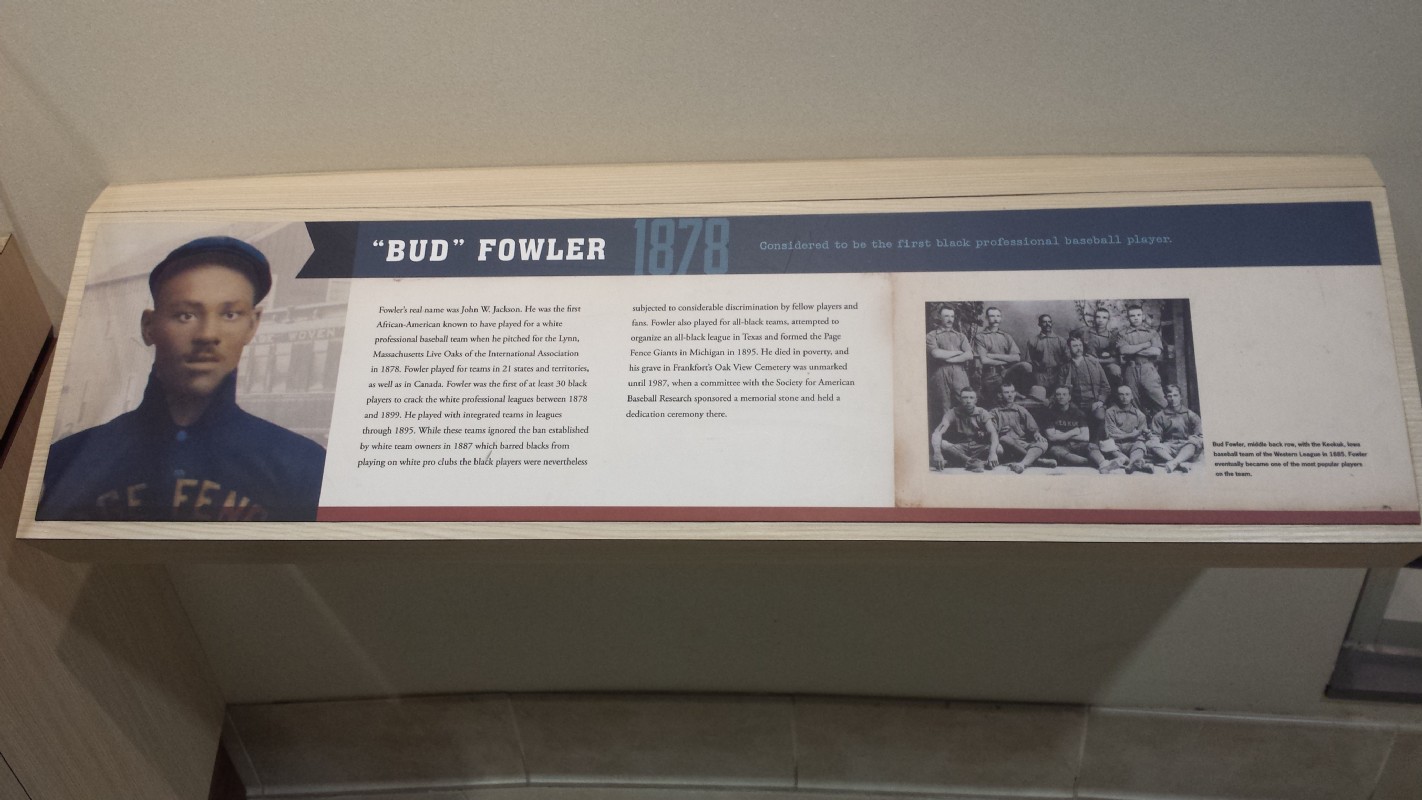 "BUD" FOWLER
1878
Considered to be the first black professional baseball player.
Fowler's real name was John W. Jackson. He was the first
African-American known to have played for a white
professional baseball team when he pitched for the Lynn,
Massachusetts Live Oaks of the International Association
in 1878. Fowler played for teams in 21 states and territories,
as well as in Canada. Fowler was the first of at least 30 black
players to crack the white professional leagues between 1878
and 1899. He played with integrated teams in leagues
through 1895. While these teams ignored the ban established
by white team owners in 1887 which barred blacks from
playing on white pro clubs the black players were nevertheless
subjected to considerable discrimination by fellow players and
fans. Fowler also played for all-black teams, attempted to
organize an all-black league in Texas and formed the Page
Fence Giants in Michigan in 1895. He died in poverty, and
his grave in Frankfort's Oak View Cemetery was unmarked
until 1987, when a committee with the Society for American
Baseball Research sponsored a memorial stone and held a
dedication ceremony there.
Bud Fowler, middle back row, with the Keokuk, Iowa
baseball team of the Western League in 1885. Fowler
eventually became one of the most popular players
on the team.
WOVEN
GE FENC